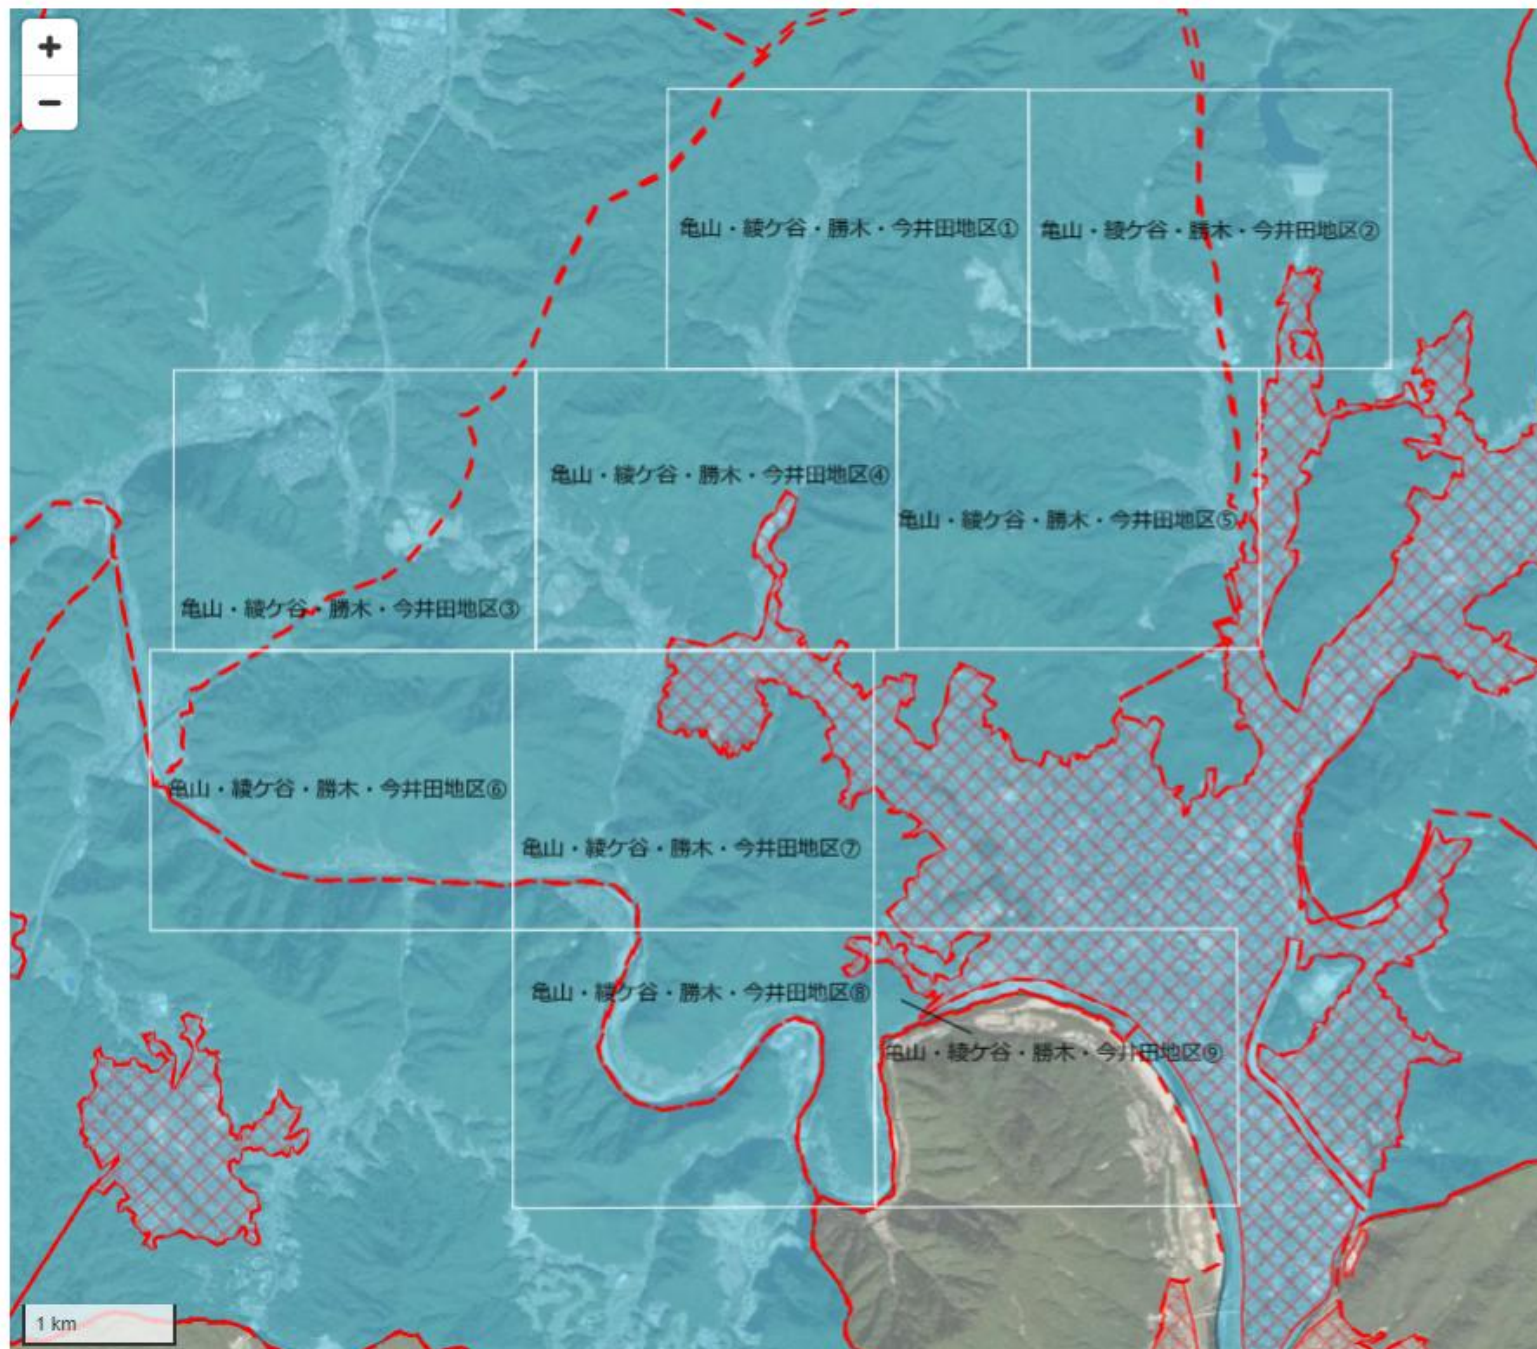 +
−
亀山・綾ケ谷・勝木・今井田地区①
亀山・綾ケ谷・勝木・今井田地区②
亀山・綾ケ谷・勝木・今井田地区③
亀山・綾ケ谷・勝木・今井田地区④
亀山・綾ケ谷・勝木・今井田地区⑤
亀山・綾ケ谷・勝木・今井田地区⑥
亀山・綾ケ谷・勝木・今井田地区⑦
亀山・綾ケ谷・勝木・今井田地区⑧
亀山・綾ケ谷・勝木・今井田地区⑨
1 km